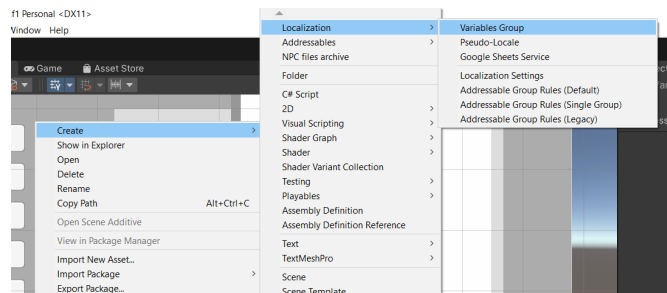 f1 Personal <DX11>
Window Help
Game Asset Store
Create >
Show in Explorer
Open
Delete
Rename
Copy Path Alt+Ctrl+C
Open Scene Additive
View in Package Manager
Import New Asset...
Import Package >
Export Package...
Localization >
Addressables >
NPC files archive
Folder
C# Script
2D >
Visual Scripting >
Shader Graph >
Shader >
Shader Variant Collection
Testing >
Playables >
Assembly Definition
Assembly Definition Reference
Text >
TextMeshPro >
Scene
Scene Template
Variables Group
Pseudo-Locale
Google Sheets Service
Localization Settings
Addressable Group Rules (Default)
Addressable Group Rules (Single Group)
Addressable Group Rules (Legacy)